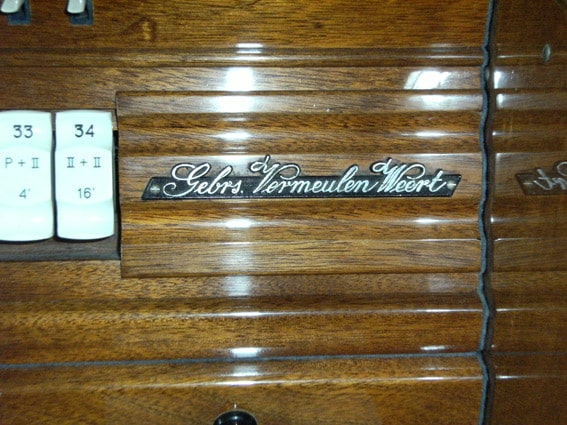 33
P + II
4'
34
II + II
16'
Gebrs. Vermeulen Weert